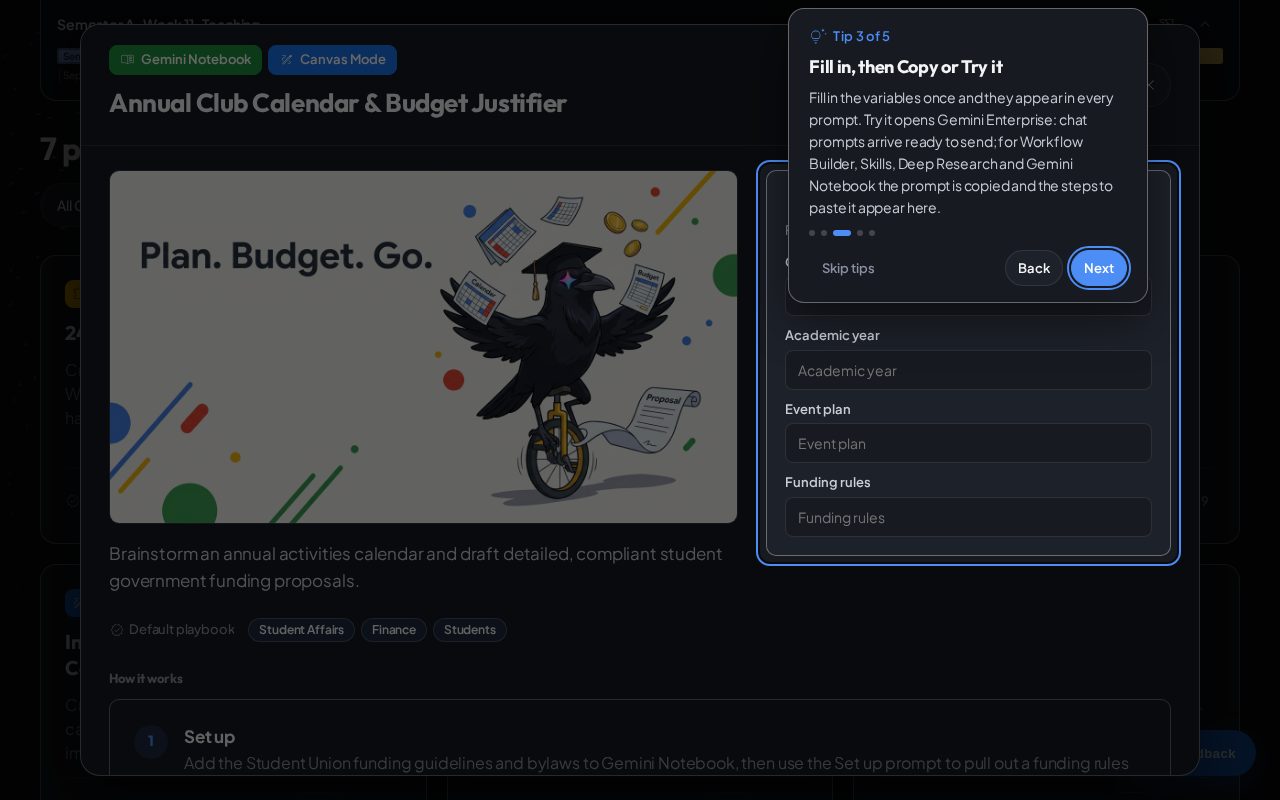 Semester A, Week 11, Teaching
7 p
All C
24
Gemini Notebook
Canvas Mode
Annual Club Calendar & Budget Justifier
Plan. Budget. Go.
Calendar
Budget
Proposal
Brainstorm an annual activities calendar and draft detailed, compliant student
government funding proposals.
Default playbook
Student Affairs
Finance
Students
How it works
1
Set up
Add the Student Union funding guidelines and bylaws to Gemini Notebook, then use the Set up prompt to pull out a funding rules
Tip 3 of 5
Fill in, then Copy or Try it
Fill in the variables once and they appear in every
prompt. Try it opens Gemini Enterprise: chat
prompts arrive ready to send; for Workflow
Builder, Skills, Deep Research and Gemini
Notebook the prompt is copied and the steps to
paste it appear here.
Skip tips
Back
Next
Academic year
Academic year
Event plan
Event plan
Funding rules
Funding rules